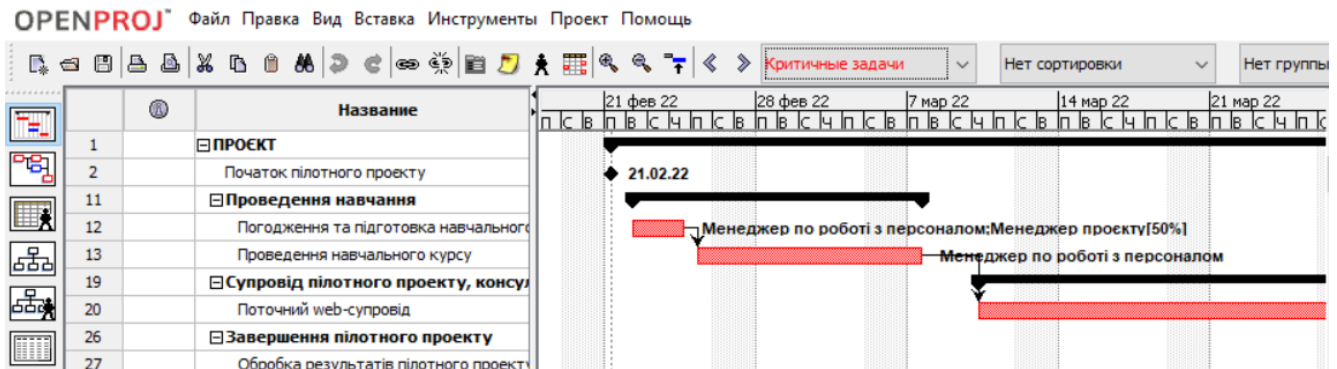 OPENPROJ™ Файл Правка Вид Вставка Инструменты Проект Помощь
Критичные задачи Нет сортировки Нет группы
Название 21 фев 22 28 фев 22 7 мар 22 14 мар 22 21 мар 22
П С В П В С Ч П С В П В С Ч П С В П В С Ч П С В П В С Ч П С В П В С Ч П С
1 ПРОЄКТ
2 Початок пілотного проекту 21.02.22
11 Проведення навчання
12 Погодження та підготовка навчального Менеджер по роботі з персоналом;Менеджер проєкту[50%]
13 Проведення навчального курсу Менеджер по роботі з персоналом
19 Супровід пілотного проекту, консул
20 Поточний web-супровід
26 Завершення пілотного проекту
27 Обробка результатів пілотного проекту